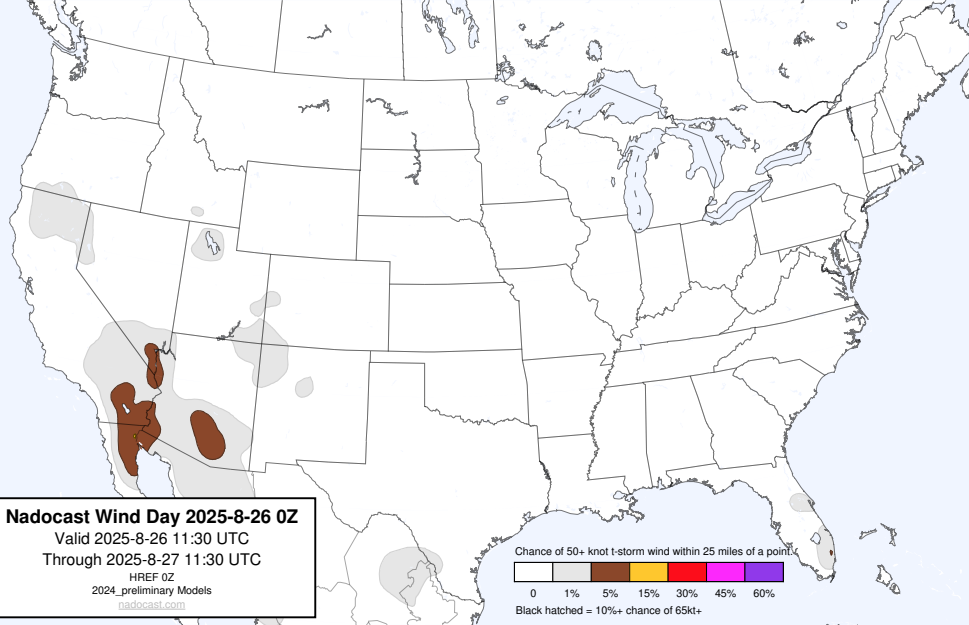 Nadocast Wind Day 2025-8-26 0Z
Valid 2025-8-26 11:30 UTC
Through 2025-8-27 11:30 UTC
HREF 0Z
2024_preliminary Models
nadocast.com
Chance of 50+ knot t-storm wind within 25 miles of a point.
0 1% 5% 15% 30% 45% 60%
Black hatched = 10%+ chance of 65kt+